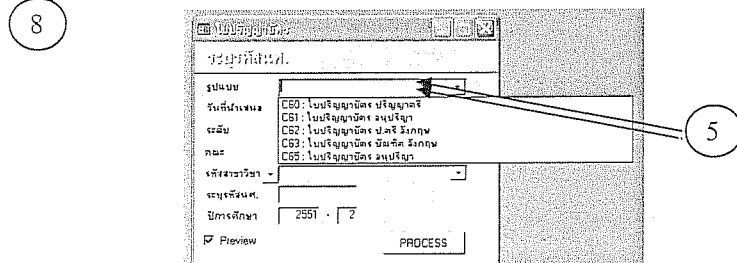 8
ใบปริญญาบัตร
ระบุรหัสนศ.
รูปแบบ
วันที่นำเสนอ
C60 : ใบปริญญาบัตร ปริญญาตรี
C61 : ใบปริญญาบัตร อนุปริญญา
ระดับ
C62 : ใบปริญญาบัตร ป.ตรี อังกฤษ
C63 : ใบปริญญาบัตร บัณฑิต อังกฤษ
คณะ
C65 : ใบปริญญาบัตร อนุปริญญา
5
รหัสสาขาวิชา
ระบุรหัสนศ.
ปีการศึกษา 2551 - 2
Preview
PROCESS